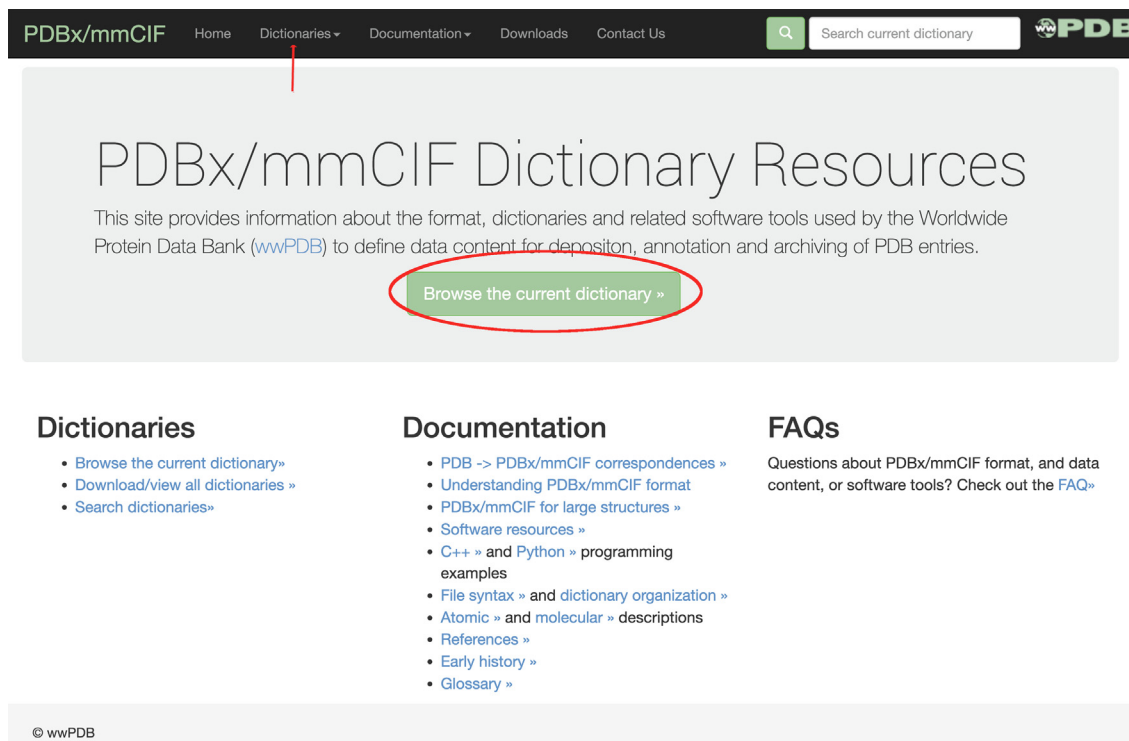 PDBx/mmCIF Home Dictionaries Documentation Downloads Contact Us Search current dictionary wwPDB
PDBx/mmCIF Dictionary Resources
This site provides information about the format, dictionaries and related software tools used by the Worldwide
Protein Data Bank (wwPDB) to define data content for depositon, annotation and archiving of PDB entries.
Browse the current dictionary »
Dictionaries
• Browse the current dictionary»
• Download/view all dictionaries »
• Search dictionaries»
Documentation
• PDB -> PDBx/mmCIF correspondences »
• Understanding PDBx/mmCIF format
• PDBx/mmCIF for large structures »
• Software resources »
• C++ » and Python » programming
examples
• File syntax » and dictionary organization »
• Atomic » and molecular » descriptions
• References »
• Early history »
• Glossary »
FAQs
Questions about PDBx/mmCIF format, and data
content, or software tools? Check out the FAQ»
© wwPDB